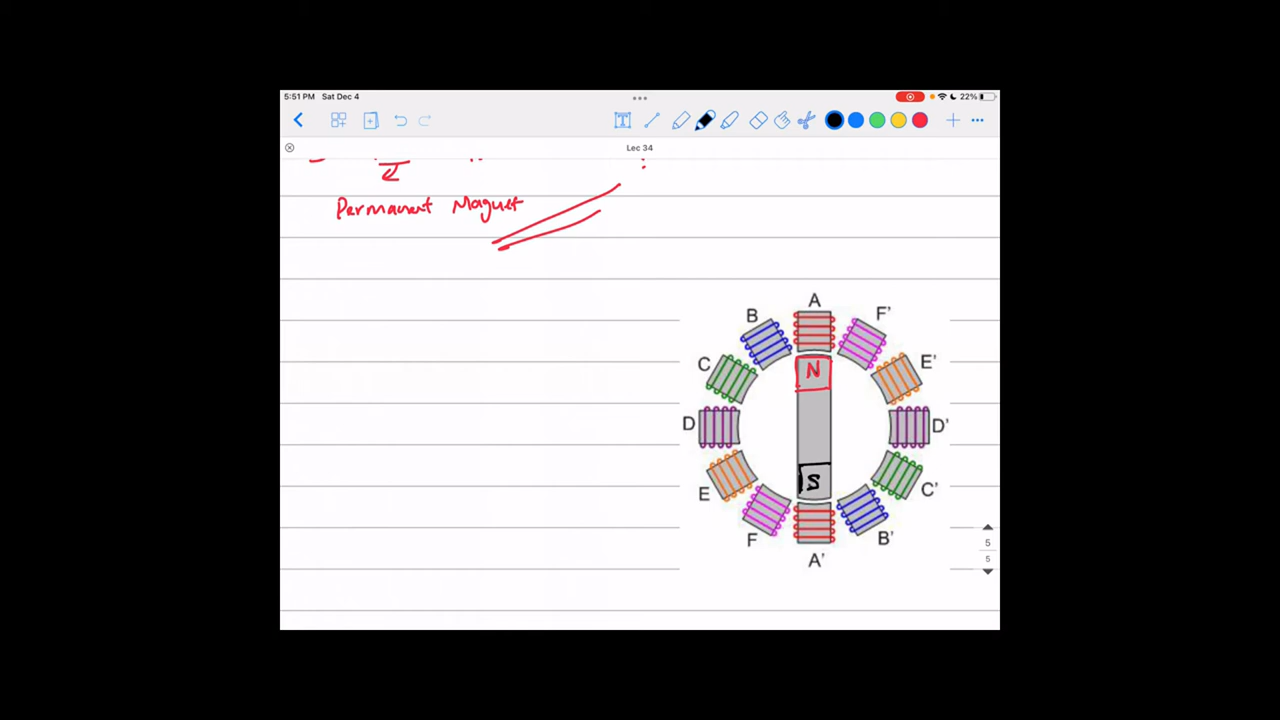 5:51 PM Sat Dec 4
22%
Lec 34
Permanent Magnet
A
B
F'
C
E'
N
D
D'
S
E
C'
F
B'
A'
5
5